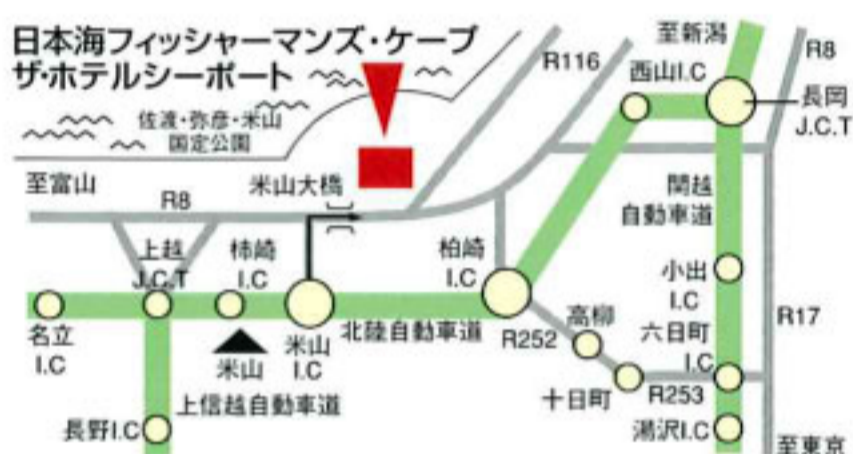 日本海フィッシャーマンズ・ケープ
ザ・ホテルシーポート
佐渡・弥彦・米山
国定公園
至富山
R8
米山大橋
R116
至新潟
西山I.C
R8
長岡
J.C.T
関越
自動車道
上越
J.C.T
柿崎
I.C
柏崎
I.C
小出
I.C
名立
I.C
米山
米山
I.C
北陸自動車道
R252
高柳
六日町
I.C
R17
上信越自動車道
十日町
R253
長野I.C
湯沢I.C
至東京